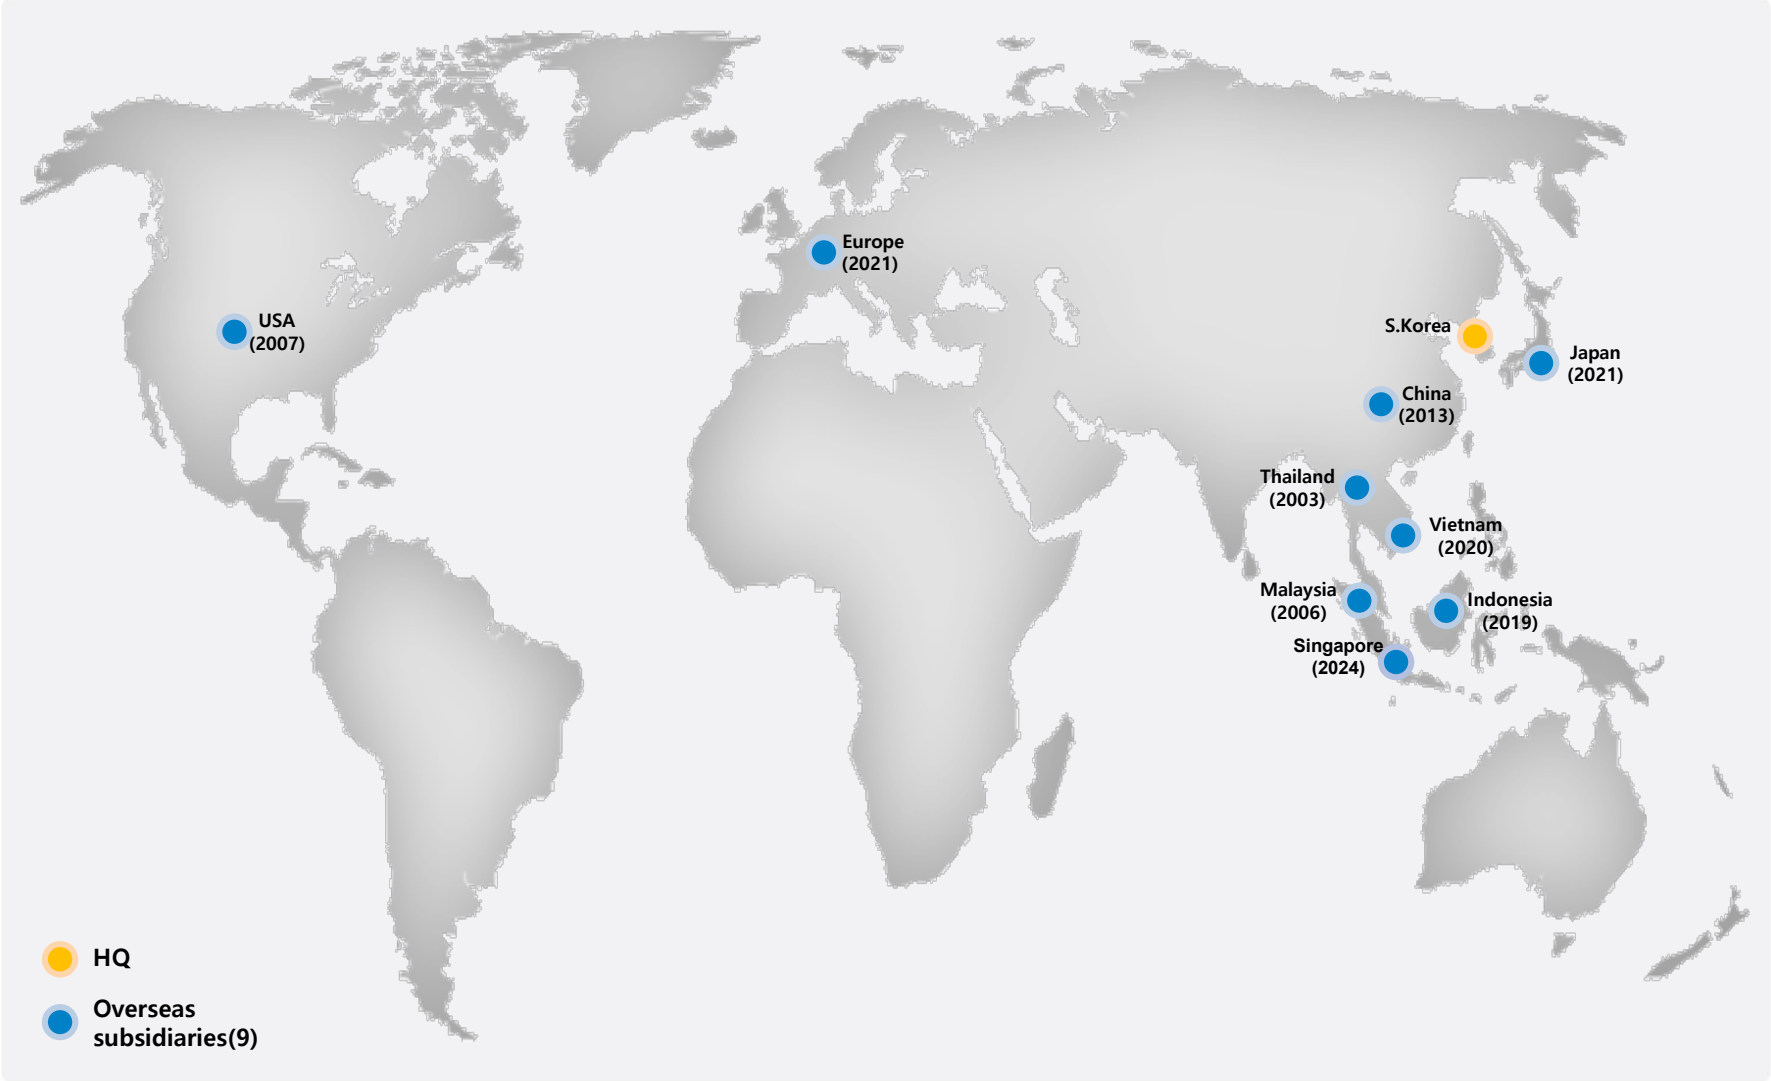 Europe
(2021)
USA
(2007)
S.Korea
Japan
(2021)
China
(2013)
Thailand
(2003)
Vietnam
(2020)
Malaysia
(2006)
Indonesia
(2019)
Singapore
(2024)
HQ
Overseas
subsidiaries(9)